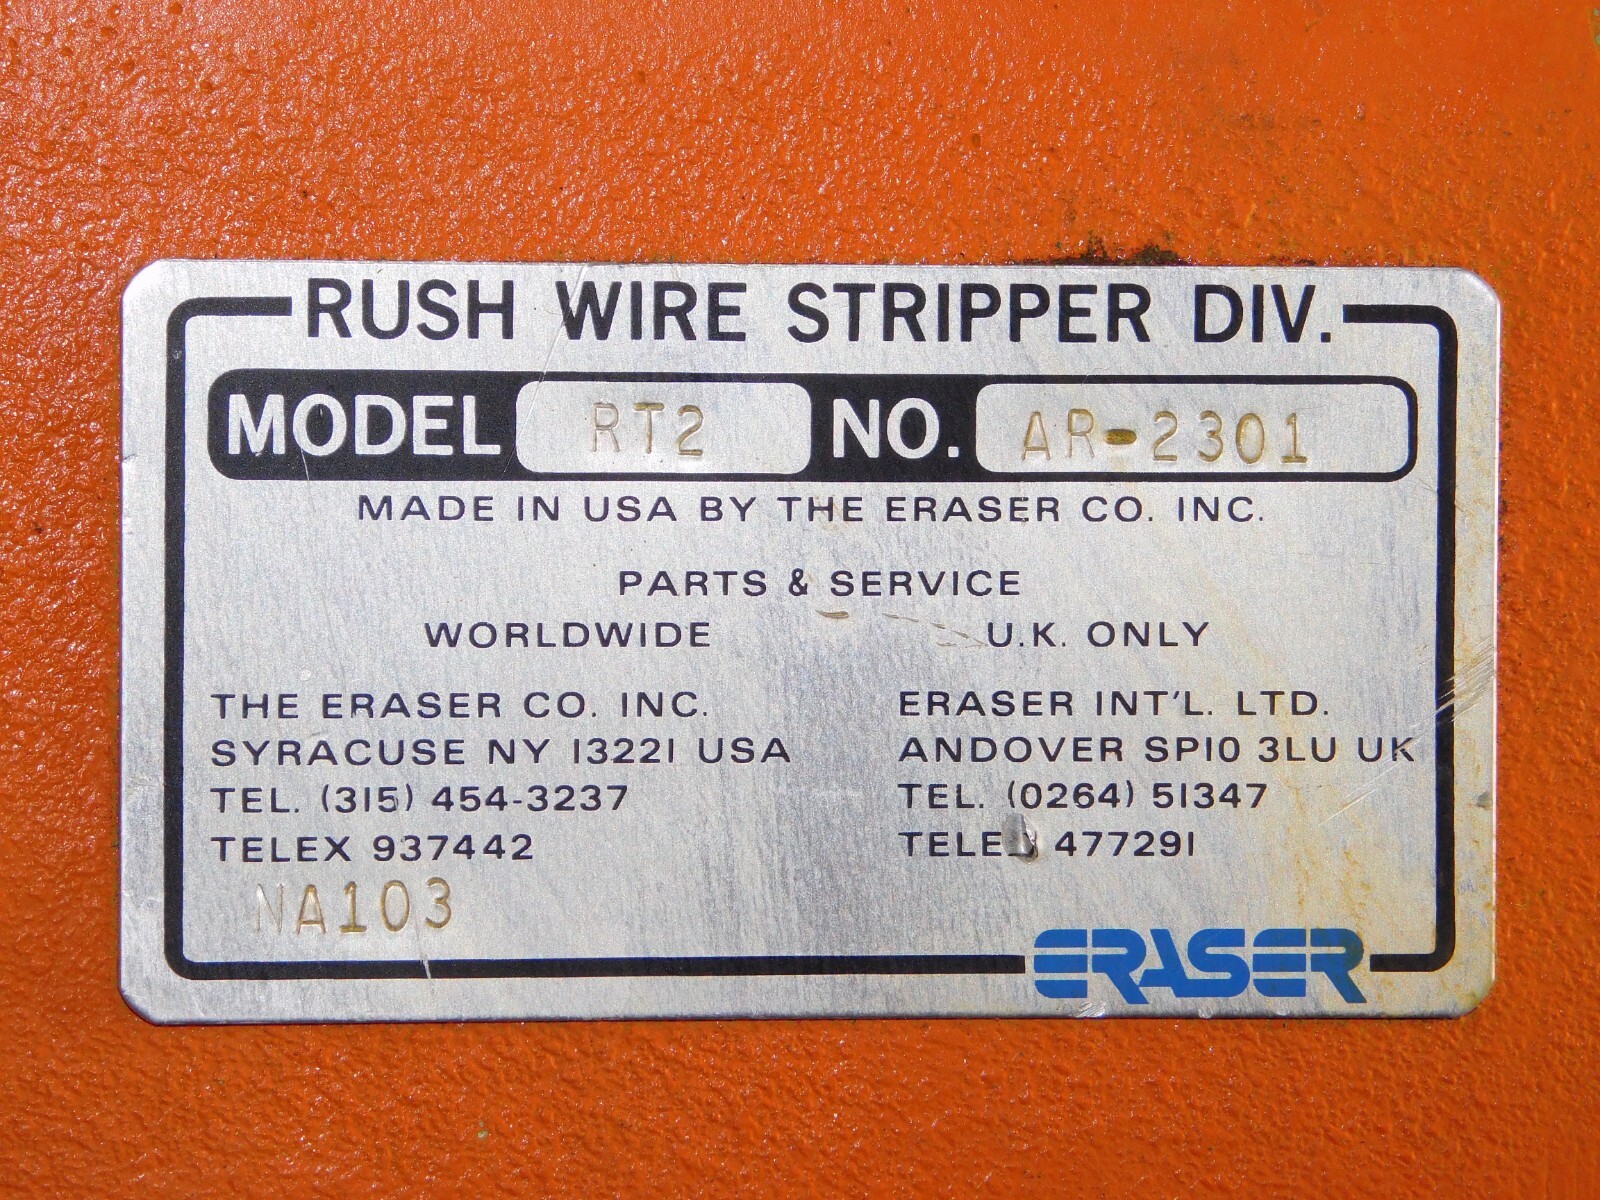 RUSH WIRE STRIPPER DIV.
MODEL RT2 NO. AR-2301
MADE IN USA BY THE ERASER CO. INC.
PARTS & SERVICE
WORLDWIDE
THE ERASER CO. INC.
SYRACUSE NY 13221 USA
TEL. (315) 454-3237
TELEX 937442
NA103
U.K. ONLY
ERASER INT'L. LTD.
ANDOVER SP10 3LU UK
TEL. (0264) 51347
TELEX 477291
ERASER